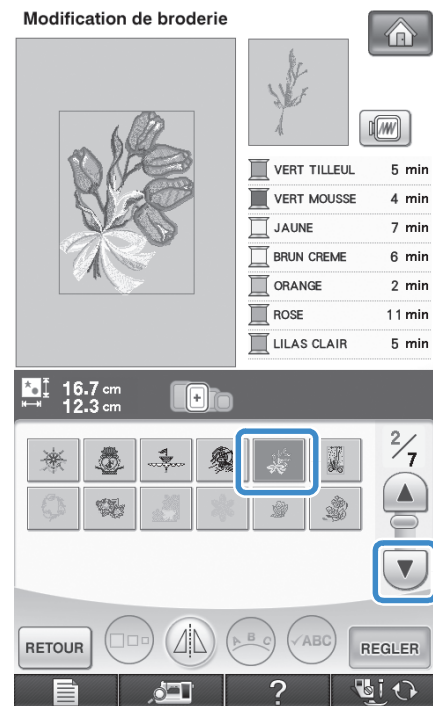 Modification de broderie
VERT TILLEUL 5 min
VERT MOUSSE 4 min
JAUNE 7 min
BRUN CREME 6 min
ORANGE 2 min
ROSE 11 min
LILAS CLAIR 5 min
16.7 cm
12.3 cm
2/7
RETOUR
A B C
✓ABC
REGLER
?